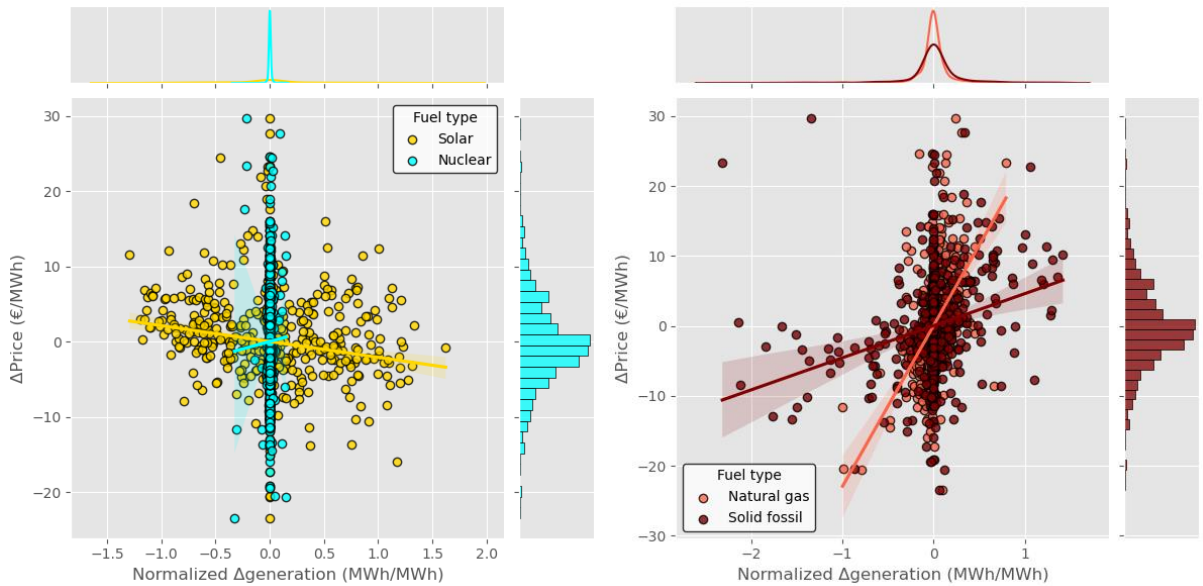 30
20
10
0
−10
−20
ΔPrice (€/MWh)
Fuel type
Solar
Nuclear
−1.5 −1.0 −0.5 0.0 0.5 1.0 1.5 2.0
Normalized Δgeneration (MWh/MWh)
30
20
10
0
−10
−20
−30
ΔPrice (€/MWh)
Fuel type
Natural gas
Solid fossil
−2 −1 0 1
Normalized Δgeneration (MWh/MWh)